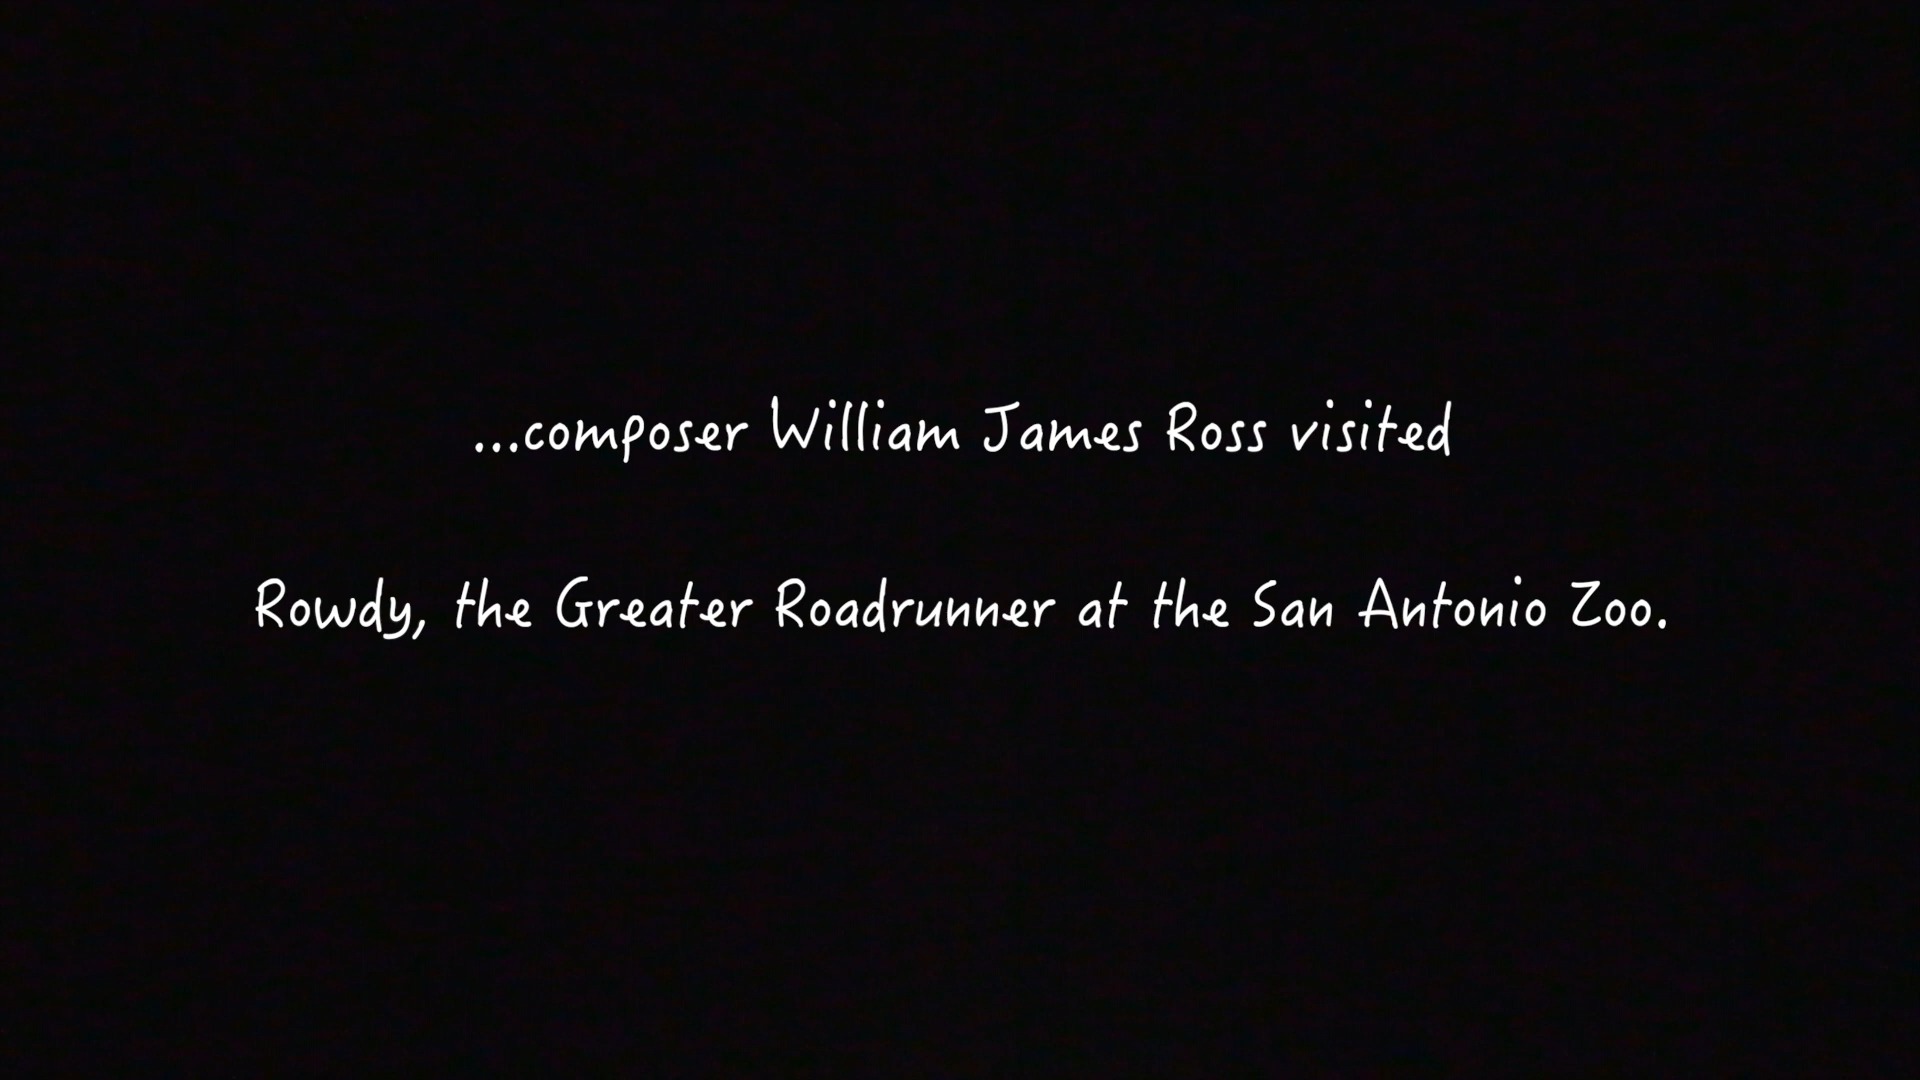 ...composer William James Ross visited
Rowdy, the Greater Roadrunner at the San Antonio Zoo.